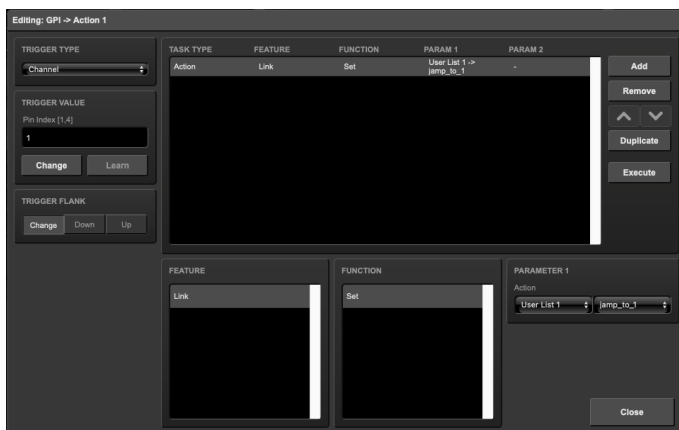 Editing: GPI -> Action 1
TRIGGER TYPE
Channel
TRIGGER VALUE
Pin Index [1,4]
1
Change Learn
TRIGGER FLANK
Change Down Up
TASK TYPE FEATURE FUNCTION PARAM 1 PARAM 2
Action Link Set User List 1 -> -
jamp_to_1
Add
Remove
Duplicate
Execute
FEATURE
Link
FUNCTION
Set
PARAMETER 1
Action
User List 1 jamp_to_1
Close